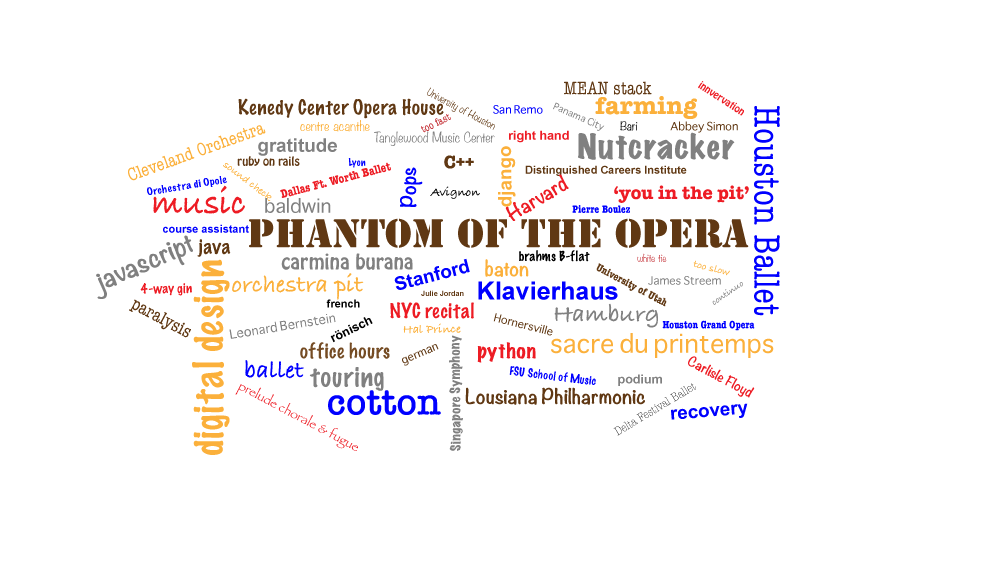 MEAN stack
innvervation
University of Houston
farming
Kenedy Center Opera House
San Remo
Panama City
Houston Ballet
too fast
centre acanthe
Bari
Abbey Simon
Cleveland Orchestra
Tanglewood Music Center
right hand
gratitude
Nutcracker
ruby on rails
Lyon
C++
django
Distinguished Careers Institute
sound check
Dallas Ft. Worth Ballet
Pops
Orchestra di Opole
Avignon
Harvard
'you in the pit'
music
baldwin
Pierre Boulez
course assistant
PHANTOM OF THE OPERA
javascript
java
brahms B-flat
white tie
carmina burana
Stanford
baton
too slow
University of Utah
James Streem
4-way gin
digital design
orchestra pit
Julie Jordan
Klavierhaus
continuo
paralysis
french
NYC recital
Hamburg
Leonard Bernstein
rönisch
Hal Prince
Hornersville
Houston Grand Opera
office hours
german
Singapore Symphony
python
sacre du printemps
ballet
touring
FSU School of Music
podium
Carlisle Floyd
prelude chorale & fugue
cotton
Lousiana Philharmonic
Delta Festival Ballet
recovery